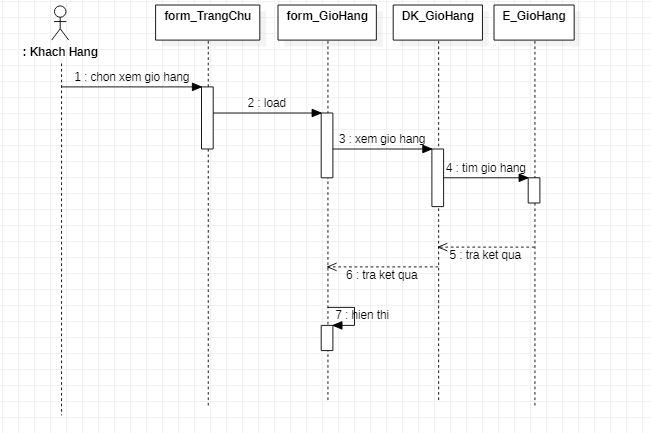 form_TrangChu
form_GioHang
DK_GioHang
E_GioHang
: Khach Hang
1 : chon xem gio hang
2 : load
3 : xem gio hang
4 : tim gio hang
5 : tra ket qua
6 : tra ket qua
7 : hien thi